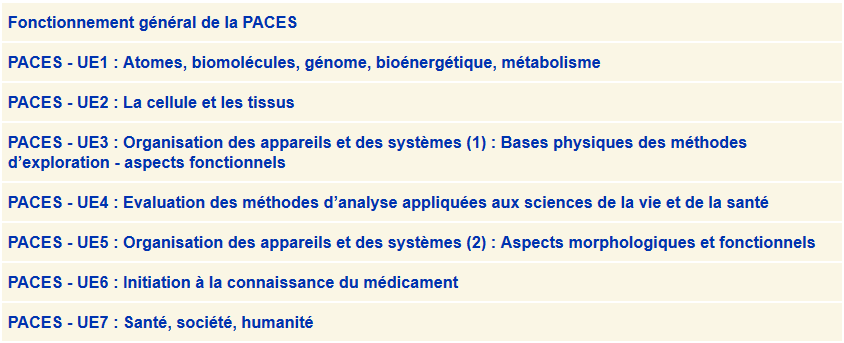 Fonctionnement général de la PACES
PACES - UE1 : Atomes, biomolécules, génome, bioénergétique, métabolisme
PACES - UE2 : La cellule et les tissus
PACES - UE3 : Organisation des appareils et des systèmes (1) : Bases physiques des méthodes
d’exploration - aspects fonctionnels
PACES - UE4 : Evaluation des méthodes d’analyse appliquées aux sciences de la vie et de la santé
PACES - UE5 : Organisation des appareils et des systèmes (2) : Aspects morphologiques et fonctionnels
PACES - UE6 : Initiation à la connaissance du médicament
PACES - UE7 : Santé, société, humanité